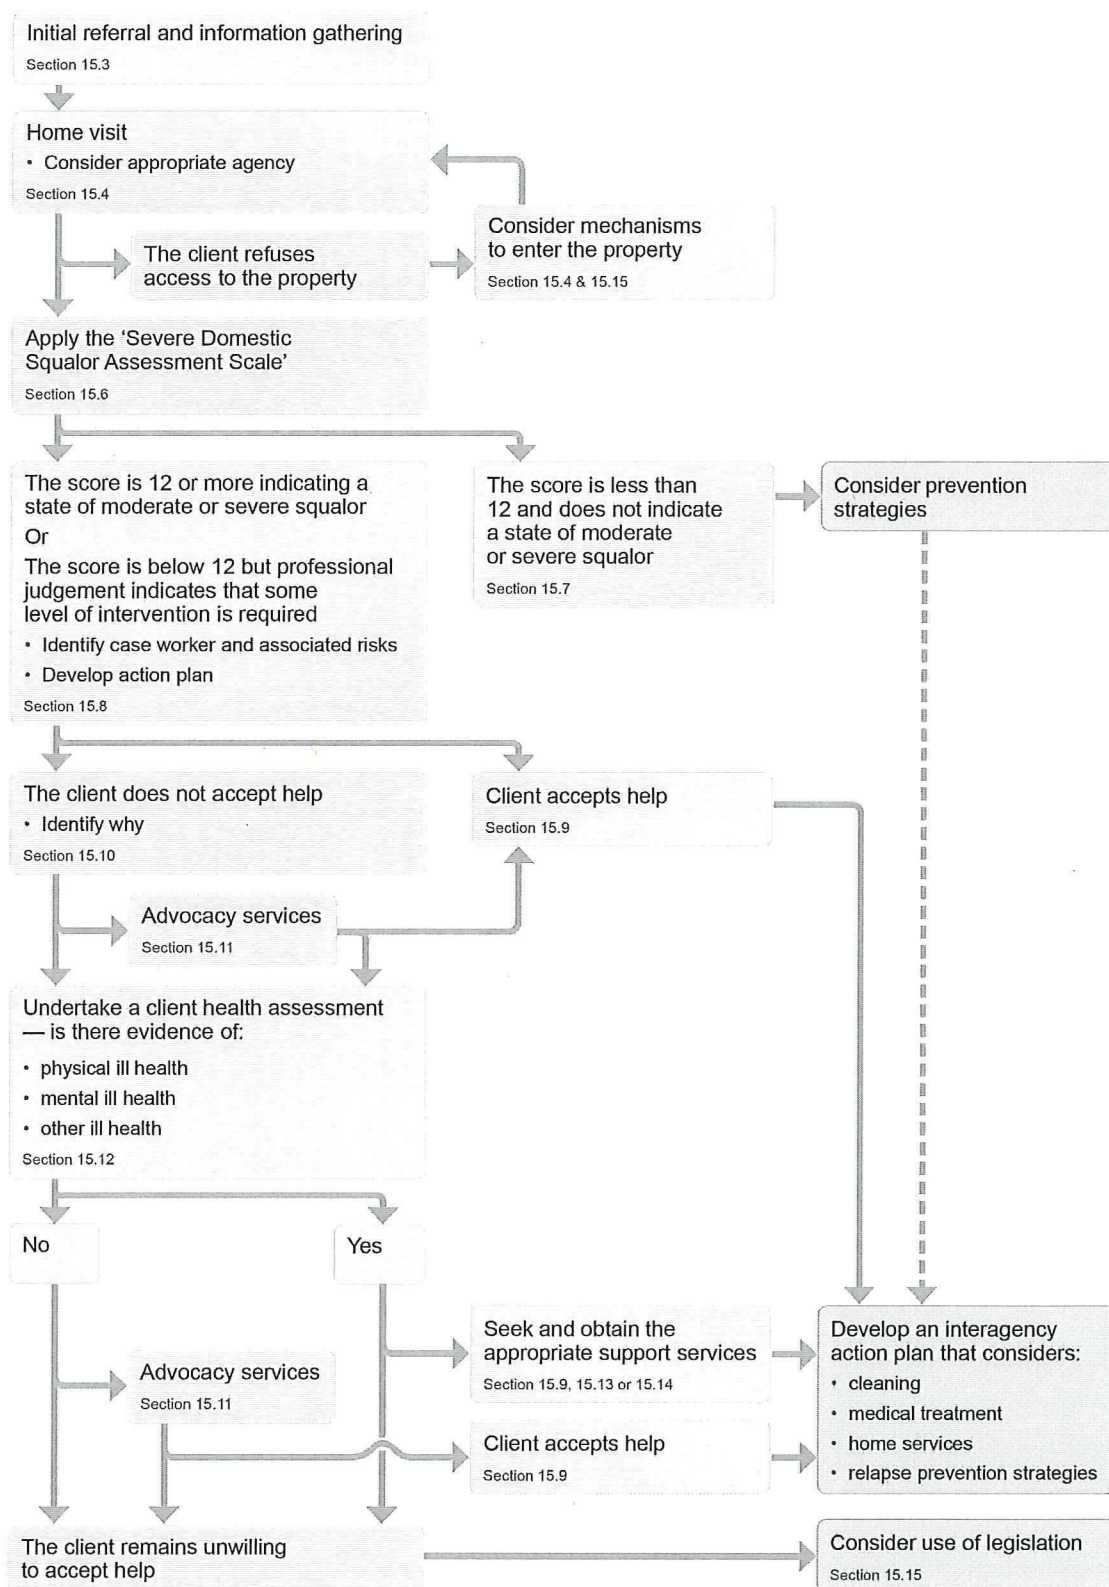 Initial referral and information gathering
Section 15.3
Home visit
• Consider appropriate agency
Section 15.4
The client refuses
access to the property
Consider mechanisms
to enter the property
Section 15.4 & 15.15
Apply the ‘Severe Domestic
Squalor Assessment Scale’
Section 15.6
The score is 12 or more indicating a
state of moderate or severe squalor
Or
The score is below 12 but professional
judgement indicates that some
level of intervention is required
• Identify case worker and associated risks
• Develop action plan
Section 15.8
The score is less than
12 and does not indicate
a state of moderate
or severe squalor
Section 15.7
Consider prevention
strategies
The client does not accept help
• Identify why
Section 15.10
Client accepts help
Section 15.9
Advocacy services
Section 15.11
Undertake a client health assessment
— is there evidence of:
• physical ill health
• mental ill health
• other ill health
Section 15.12
No
Yes
Advocacy services
Section 15.11
Seek and obtain the
appropriate support services
Section 15.9, 15.13 or 15.14
Client accepts help
Section 15.9
Develop an interagency
action plan that considers:
• cleaning
• medical treatment
• home services
• relapse prevention strategies
The client remains unwilling
to accept help
Consider use of legislation
Section 15.15